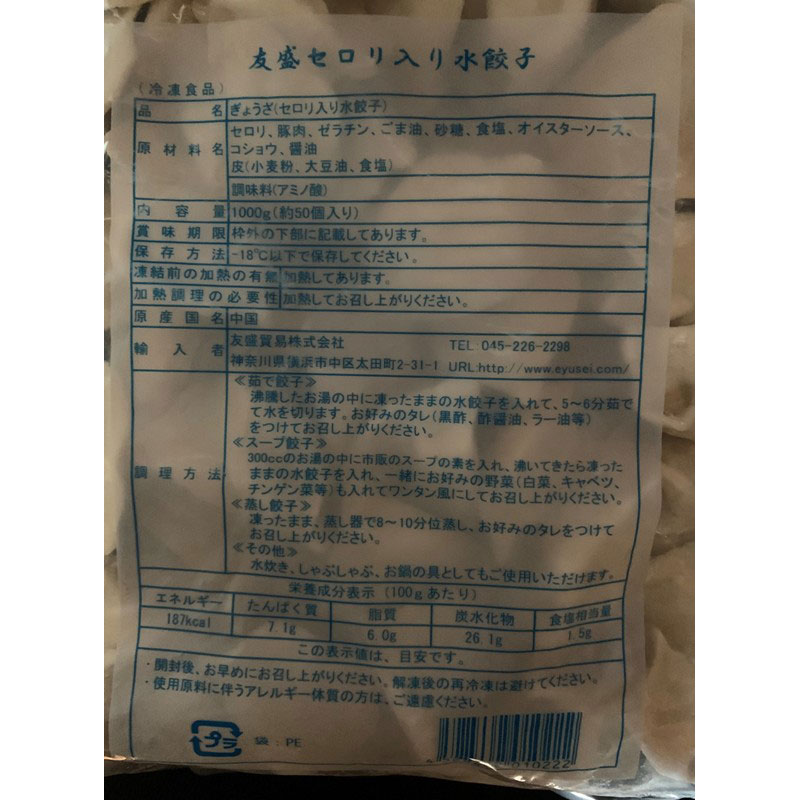 友盛セロリ入り水餃子
(冷凍食品)
品名 ぎょうざ(セロリ入り水餃子)
原材料名 セロリ、豚肉、ゼラチン、ごま油、砂糖、食塩、オイスターソース、
コショウ、醤油
皮(小麦粉、大豆油、食塩)
調味料(アミノ酸)
内容量 1000g(約50個入り)
賞味期限 枠外の下部に記載してあります。
保存方法 -18℃以下で保存してください。
凍結前の加熱の有無 加熱してあります。
加熱調理の必要性 加熱してお召し上がりください。
原産国名 中国
輸入者 友盛貿易株式会社 TEL:045-226-2298
神奈川県横浜市中区太田町2-31-1 URL:http://www.eyusei.com/
調理方法 ≪茹で餃子≫
沸騰したお湯の中に凍ったままの水餃子を入れて、5~6分茹で
て水を切ります。お好みのタレ(黒酢、酢醤油、ラー油等)
をつけてお召し上がりください。
≪スープ餃子≫
300ccのお湯の中に市販のスープの素を入れ、沸いてきたら凍った
ままの水餃子を入れ、一緒にお好みの野菜(白菜、キャベツ、
チンゲン菜等)も入れてワンタン風にしてお召し上がりください。
≪蒸し餃子≫
凍ったまま、蒸し器で8~10分位蒸し、お好みのタレをつけて
お召し上がりください。
≪その他≫
水炊き、しゃぶしゃぶ、お鍋の具としてもご使用いただけます。
栄養成分表示(100gあたり)
エネルギー たんぱく質 脂質 炭水化物 食塩相当量
187kcal 7.1g 6.0g 26.1g 1.5g
この表示値は、目安です。
・開封後、お早めにお召し上がりください。解凍後の再冷凍は避けてください。
・使用原料に伴うアレルギー体質の方は、ご遠慮ください。
プラ 袋:PE